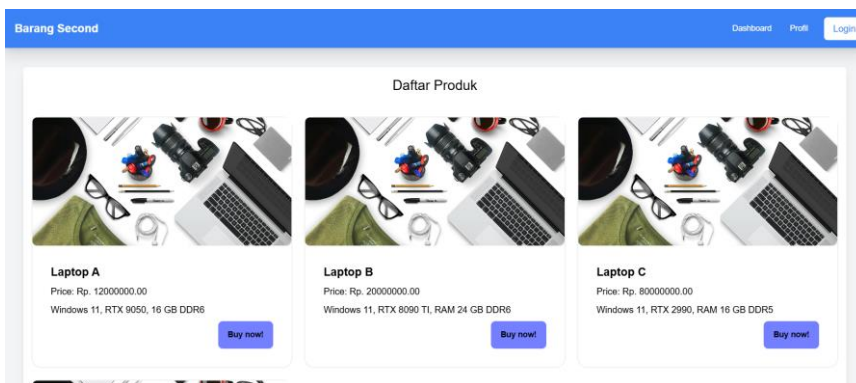 Barang Second
Dashboard Profil Login
Daftar Produk
Laptop A
Price: Rp. 12000000.00
Windows 11, RTX 9050, 16 GB DDR6
Buy now!
Laptop B
Price: Rp. 20000000.00
Windows 11, RTX 8090 TI, RAM 24 GB DDR6
Buy now!
Laptop C
Price: Rp. 80000000.00
Windows 11, RTX 2990, RAM 16 GB DDR5
Buy now!